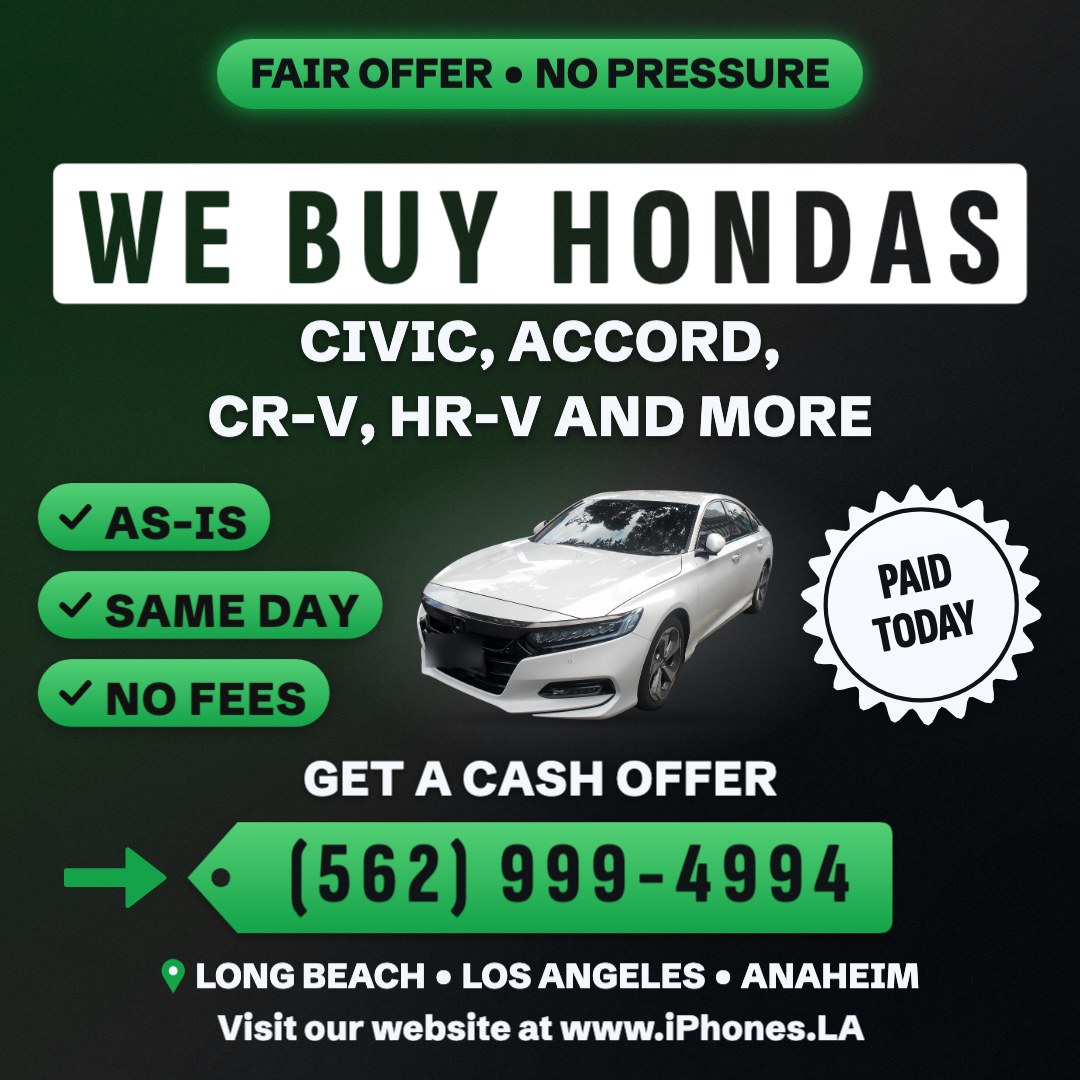 FAIR OFFER • NO PRESSURE
WE BUY HONDAS
CIVIC, ACCORD,
CR-V, HR-V AND MORE
AS-IS
SAME DAY
NO FEES
PAID
TODAY
GET A CASH OFFER
(562) 999-4994
LONG BEACH • LOS ANGELES • ANAHEIM
Visit our website at www.iPhones.LA